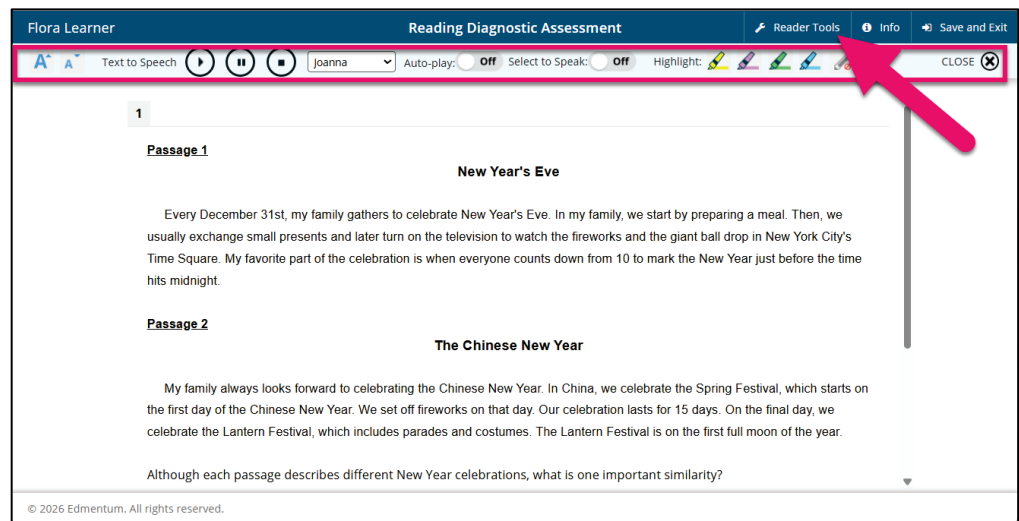 Flora Learner Reading Diagnostic Assessment Reader Tools Info Save and Exit
A A Text to Speech Joanna Auto-play: Off Select to Speak: Off Highlight: CLOSE
1
Passage 1
New Year's Eve
Every December 31st, my family gathers to celebrate New Year's Eve. In my family, we start by preparing a meal. Then, we
usually exchange small presents and later turn on the television to watch the fireworks and the giant ball drop in New York City's
Time Square. My favorite part of the celebration is when everyone counts down from 10 to mark the New Year just before the time
hits midnight.
Passage 2
The Chinese New Year
My family always looks forward to celebrating the Chinese New Year. In China, we celebrate the Spring Festival, which starts on
the first day of the Chinese New Year. We set off fireworks on that day. Our celebration lasts for 15 days. On the final day, we
celebrate the Lantern Festival, which includes parades and costumes. The Lantern Festival is on the first full moon of the year.
Although each passage describes different New Year celebrations, what is one important similarity?
© 2026 Edmentum. All rights reserved.